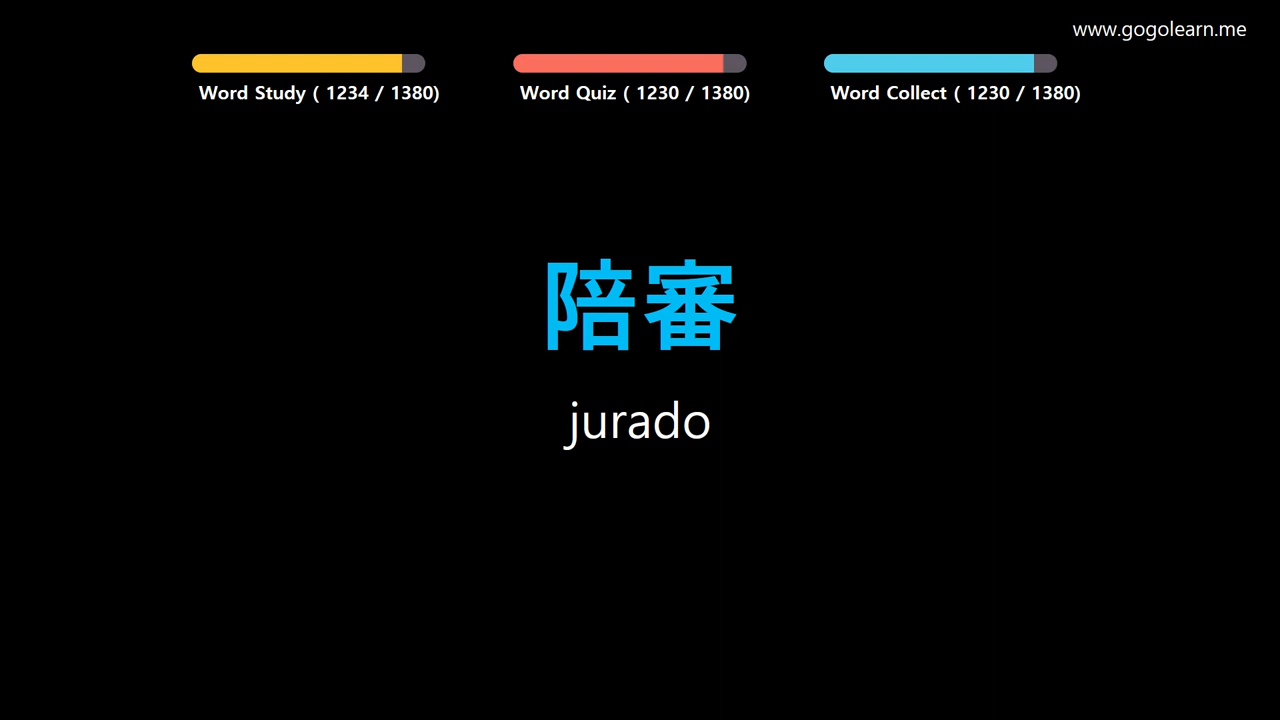 www.gogolearn.me
Word Study ( 1234 / 1380)
Word Quiz ( 1230 / 1380)
Word Collect ( 1230 / 1380)
陪審
jurado